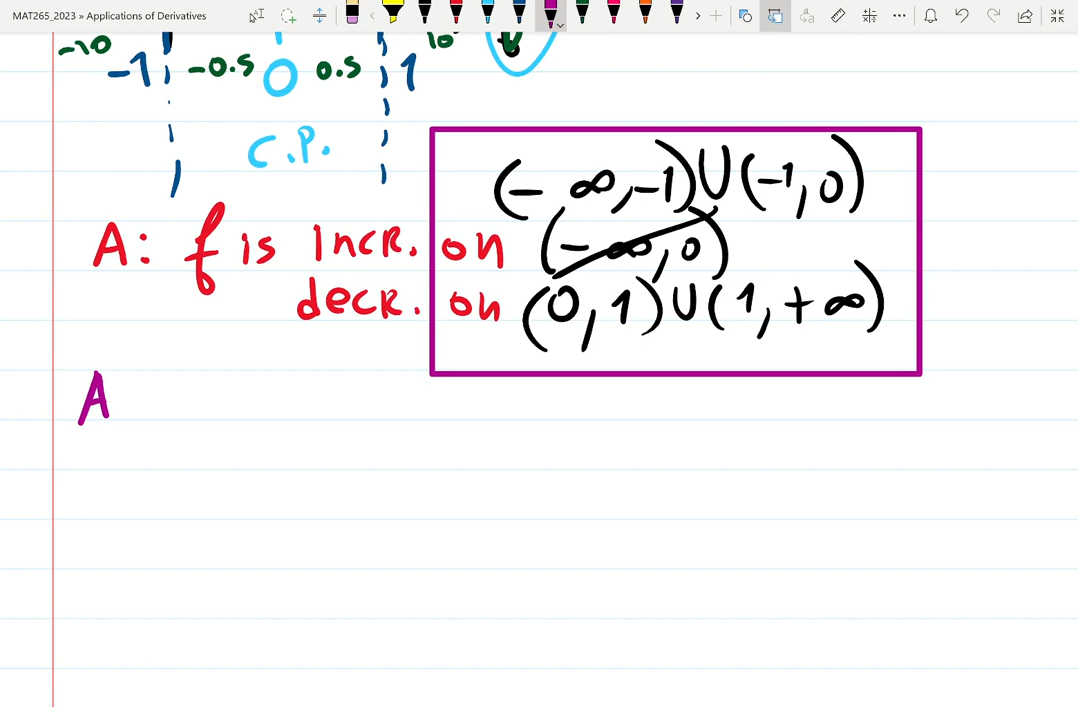 MAT265_2023 » Applications of Derivatives
-10 -1 -0.5 0 0.5 1 10
C.P.
(-∞,-1)U(-1,0)
A: f is incr. on (-∞,0)
decr. on (0,1)U(1,+∞)
A